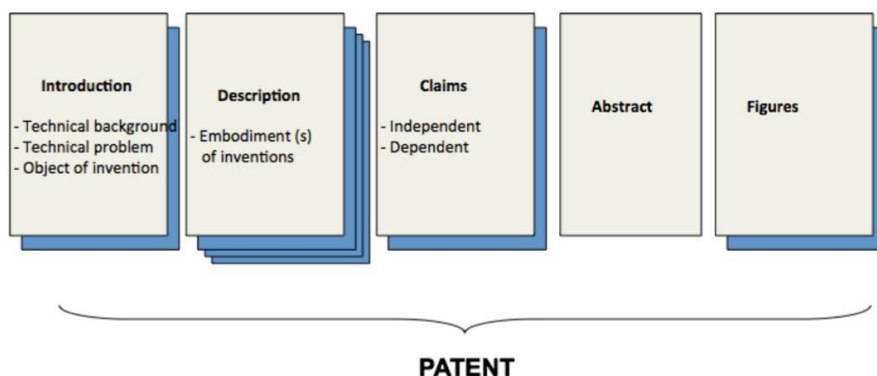 Introduction
- Technical background
- Technical problem
- Object of invention
Description
- Embodiment (s)
of inventions
Claims
- Independent
- Dependent
Abstract
Figures
PATENT